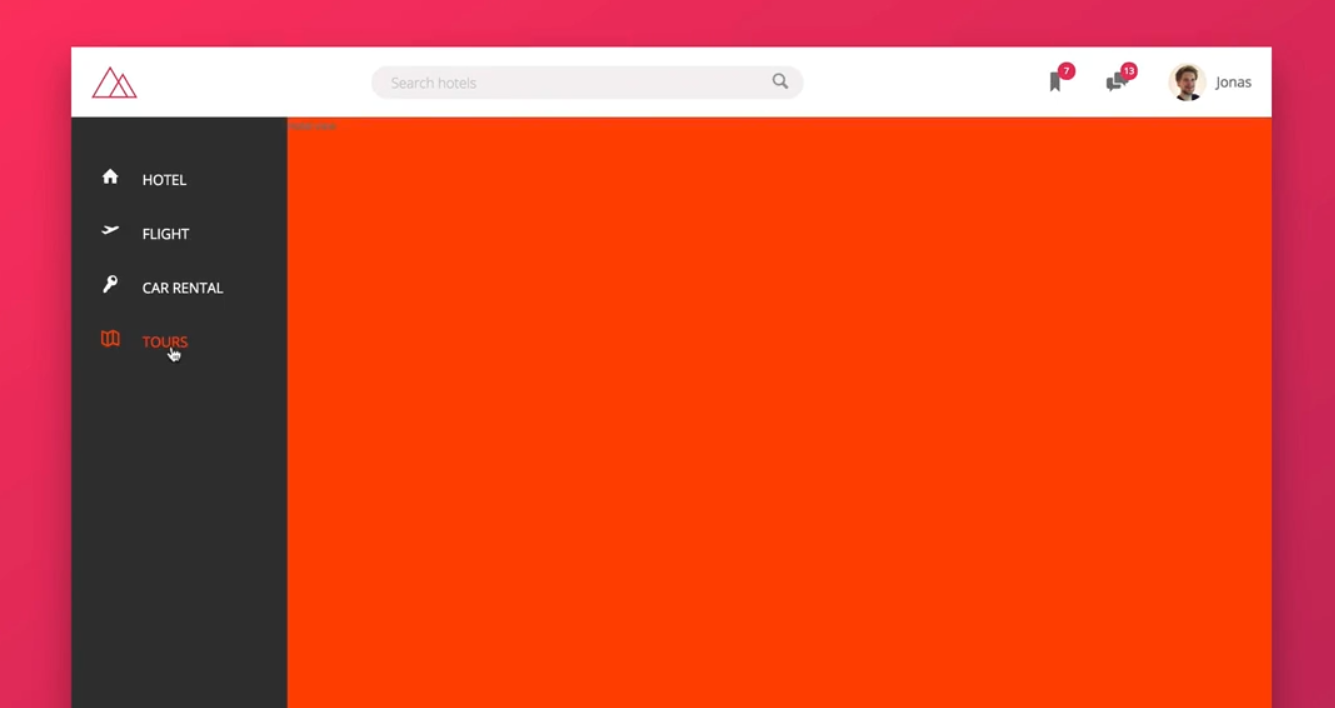 Search hotels
7
13
Jonas
HOTEL
FLIGHT
CAR RENTAL
TOURS